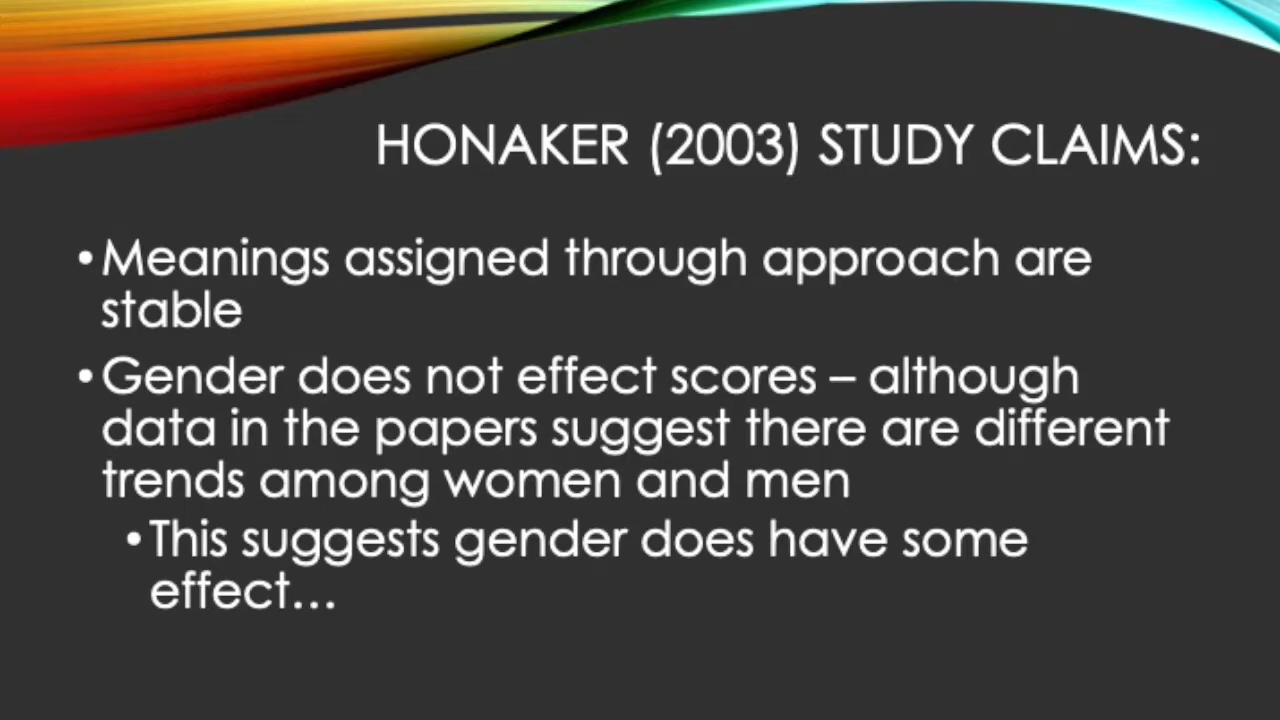 HONAKER (2003) STUDY CLAIMS:
• Meanings assigned through approach are
stable
• Gender does not effect scores – although
data in the papers suggest there are different
trends among women and men
• This suggests gender does have some
effect...